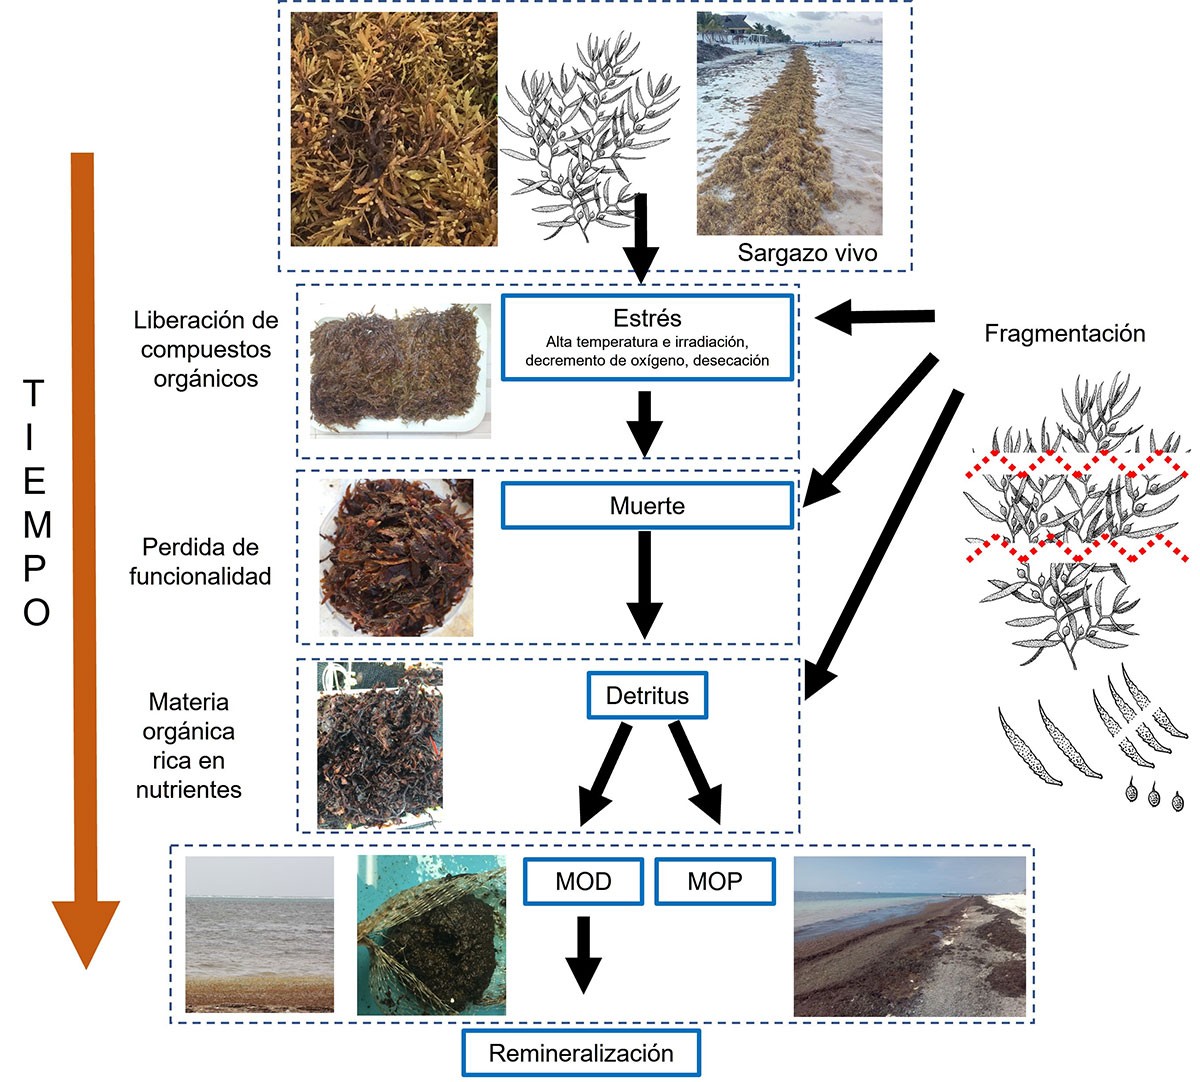 Sargazo vivo
Liberación de
compuestos
orgánicos
Estrés
Alta temperatura e irradiación,
decremento de oxígeno, desecación
Fragmentación
TIEMPO
Muerte
Perdida de
funcionalidad
Materia
orgánica
rica en
nutrientes
Detritus
MOD
MOP
Remineralización